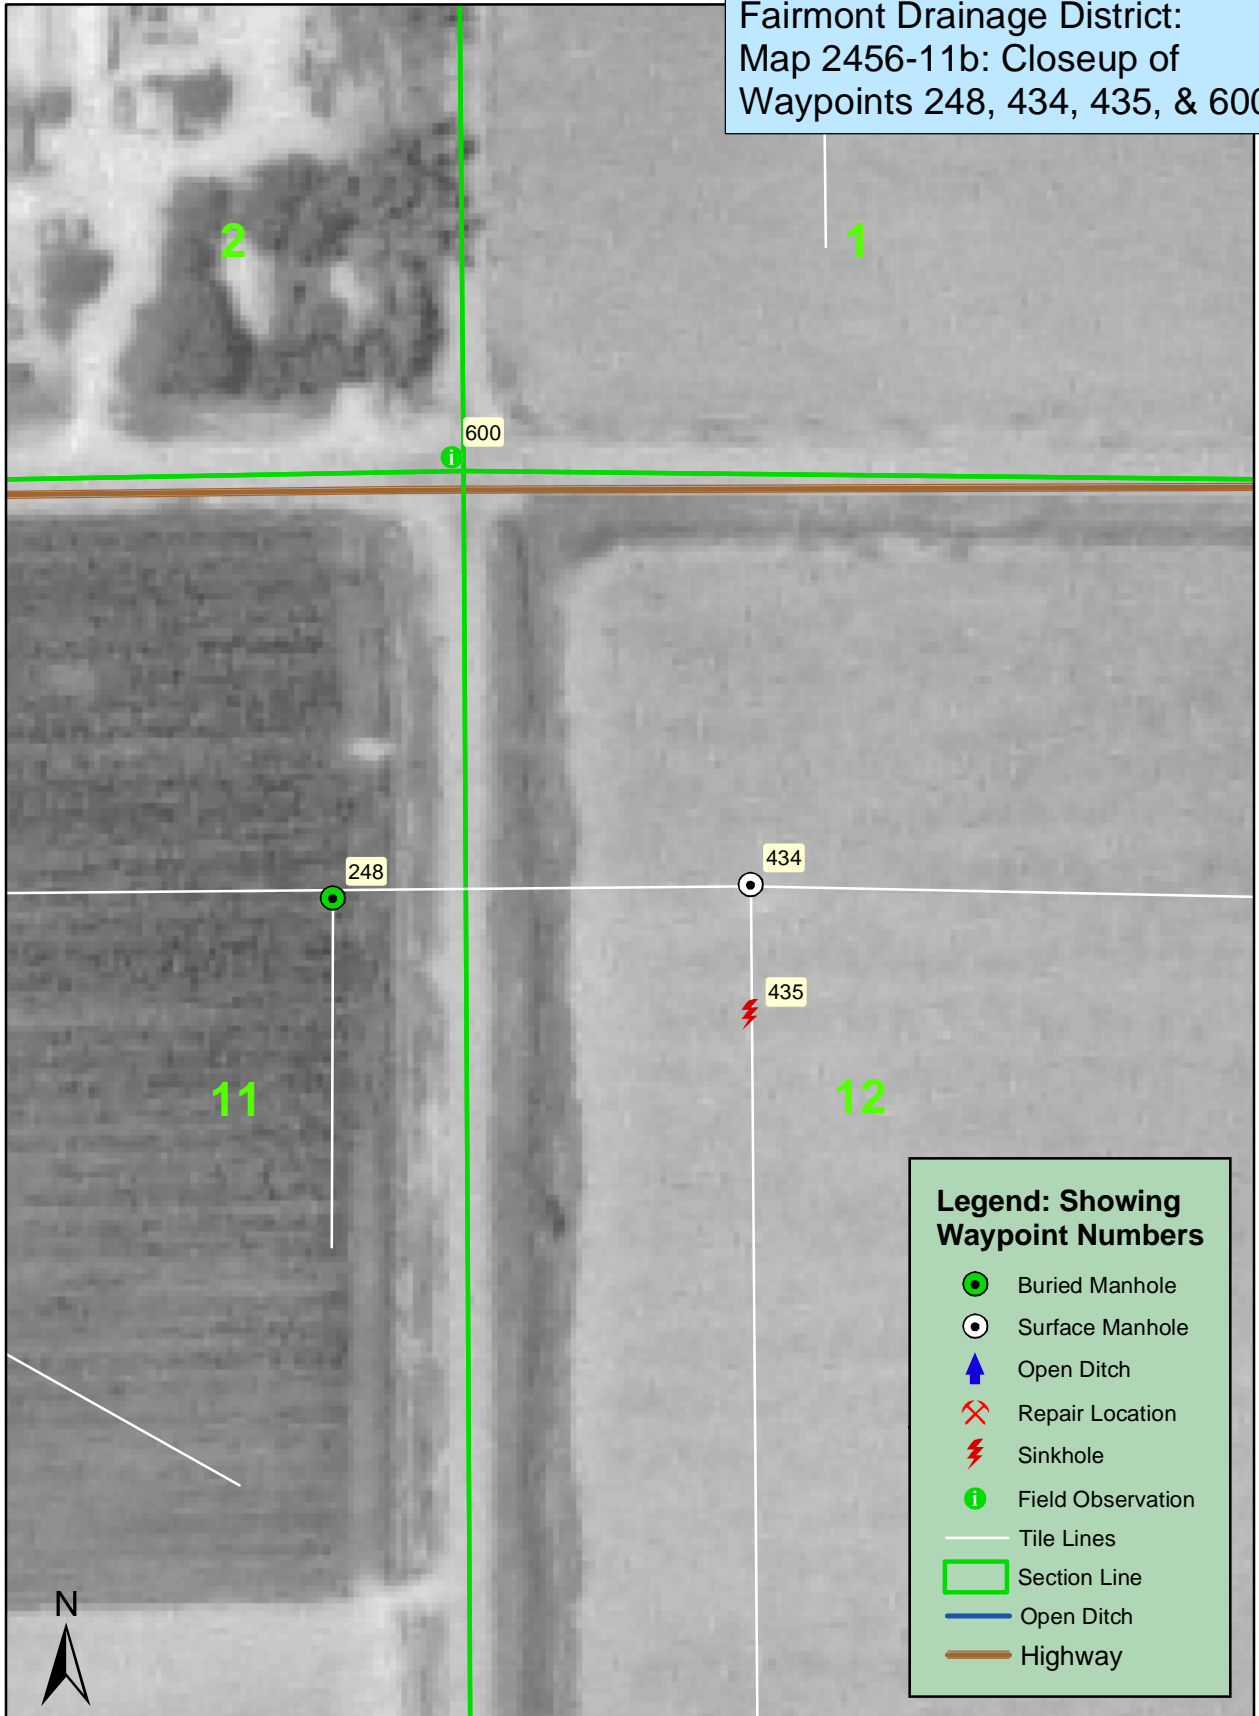 Fairmont Drainage District:
Map 2456-11b: Closeup of
Waypoints 248, 434, 435, & 600
2
1
600
i
248
434
435
11
12
Legend: Showing
Waypoint Numbers
Buried Manhole
Surface Manhole
Open Ditch
Repair Location
Sinkhole
i Field Observation
Tile Lines
Section Line
Open Ditch
Highway
N